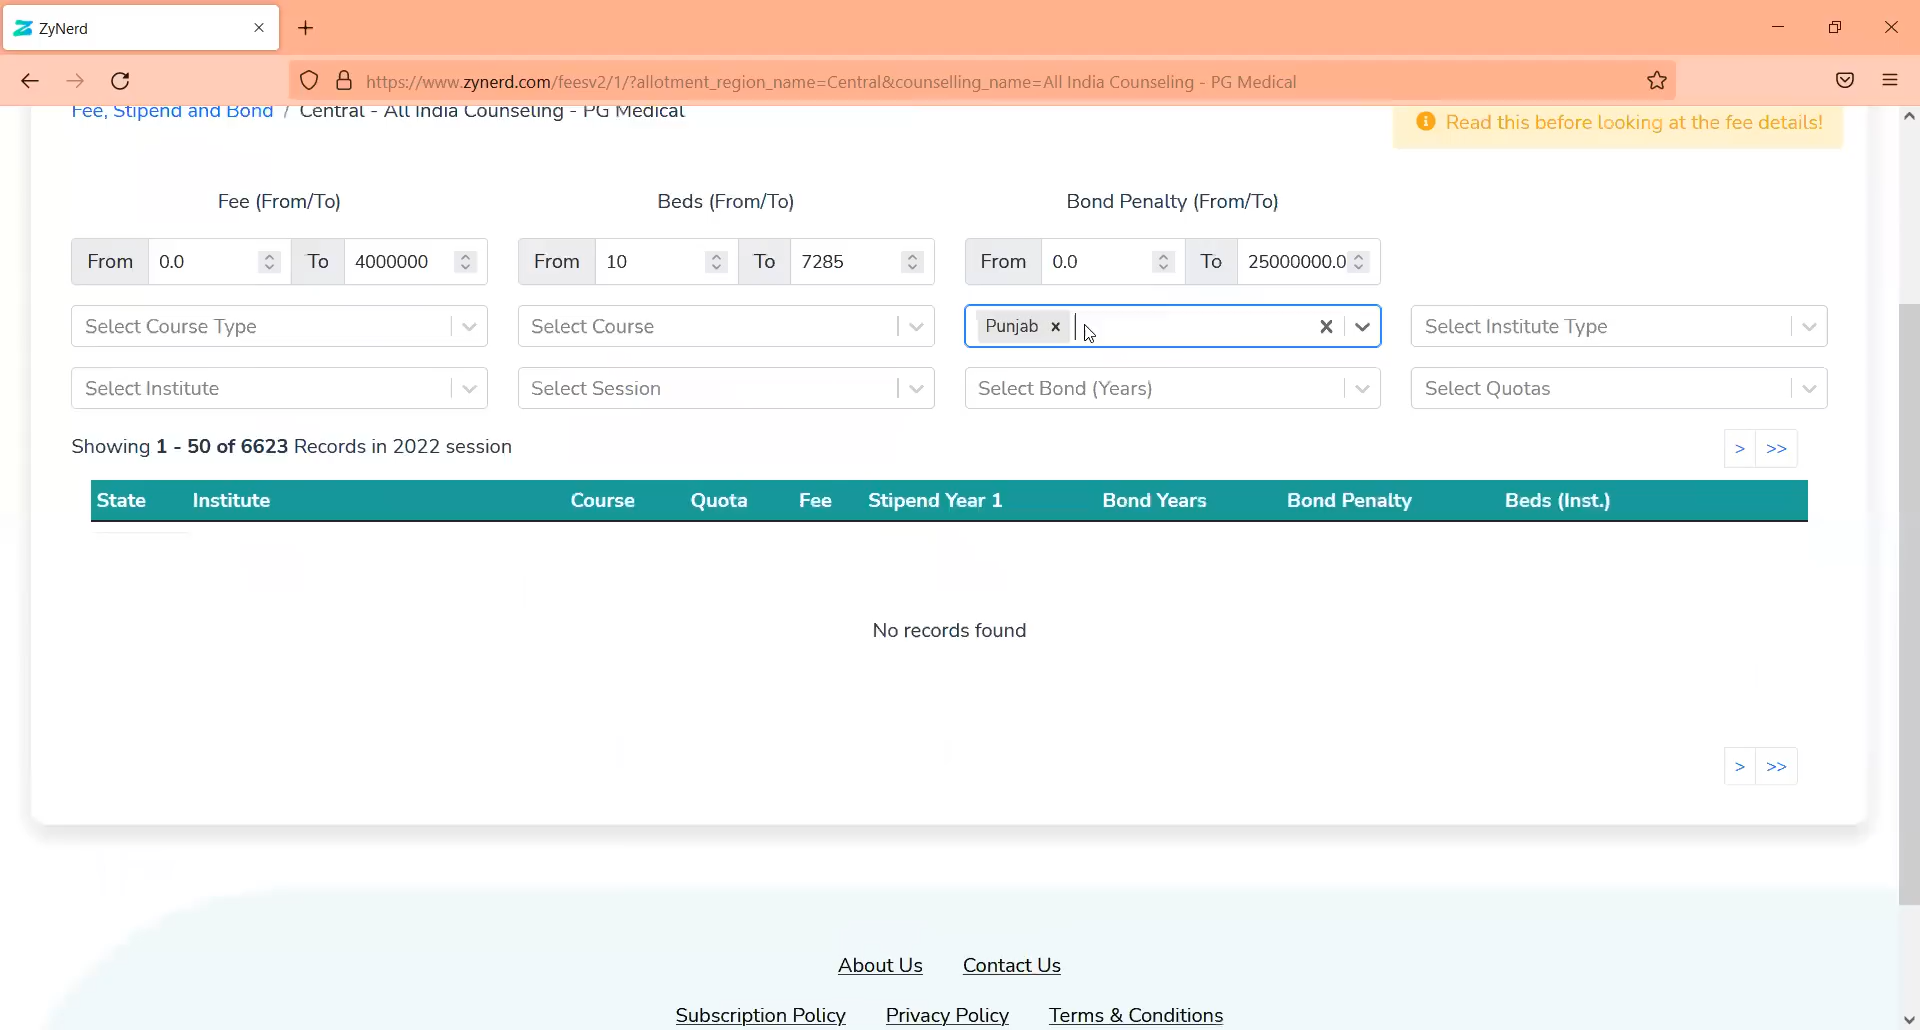 ZyNerd
https://www.zynerd.com/feesv2/1/?allotment_region_name=Central&counselling_name=All India Counseling - PG Medical
Fee, Stipend and Bond / Central - All India Counseling - PG Medical
Read this before looking at the fee details!
Fee (From/To) Beds (From/To) Bond Penalty (From/To)
From 0.0 To 4000000 From 10 To 7285 From 0.0 To 25000000.0
Select Course Type Select Course Punjab Select Institute Type
Select Institute Select Session Select Bond (Years) Select Quotas
Showing 1 - 50 of 6623 Records in 2022 session > >>
State Institute Course Quota Fee Stipend Year 1 Bond Years Bond Penalty Beds (Inst.)
No records found
> >>
About Us Contact Us
Subscription Policy Privacy Policy Terms & Conditions